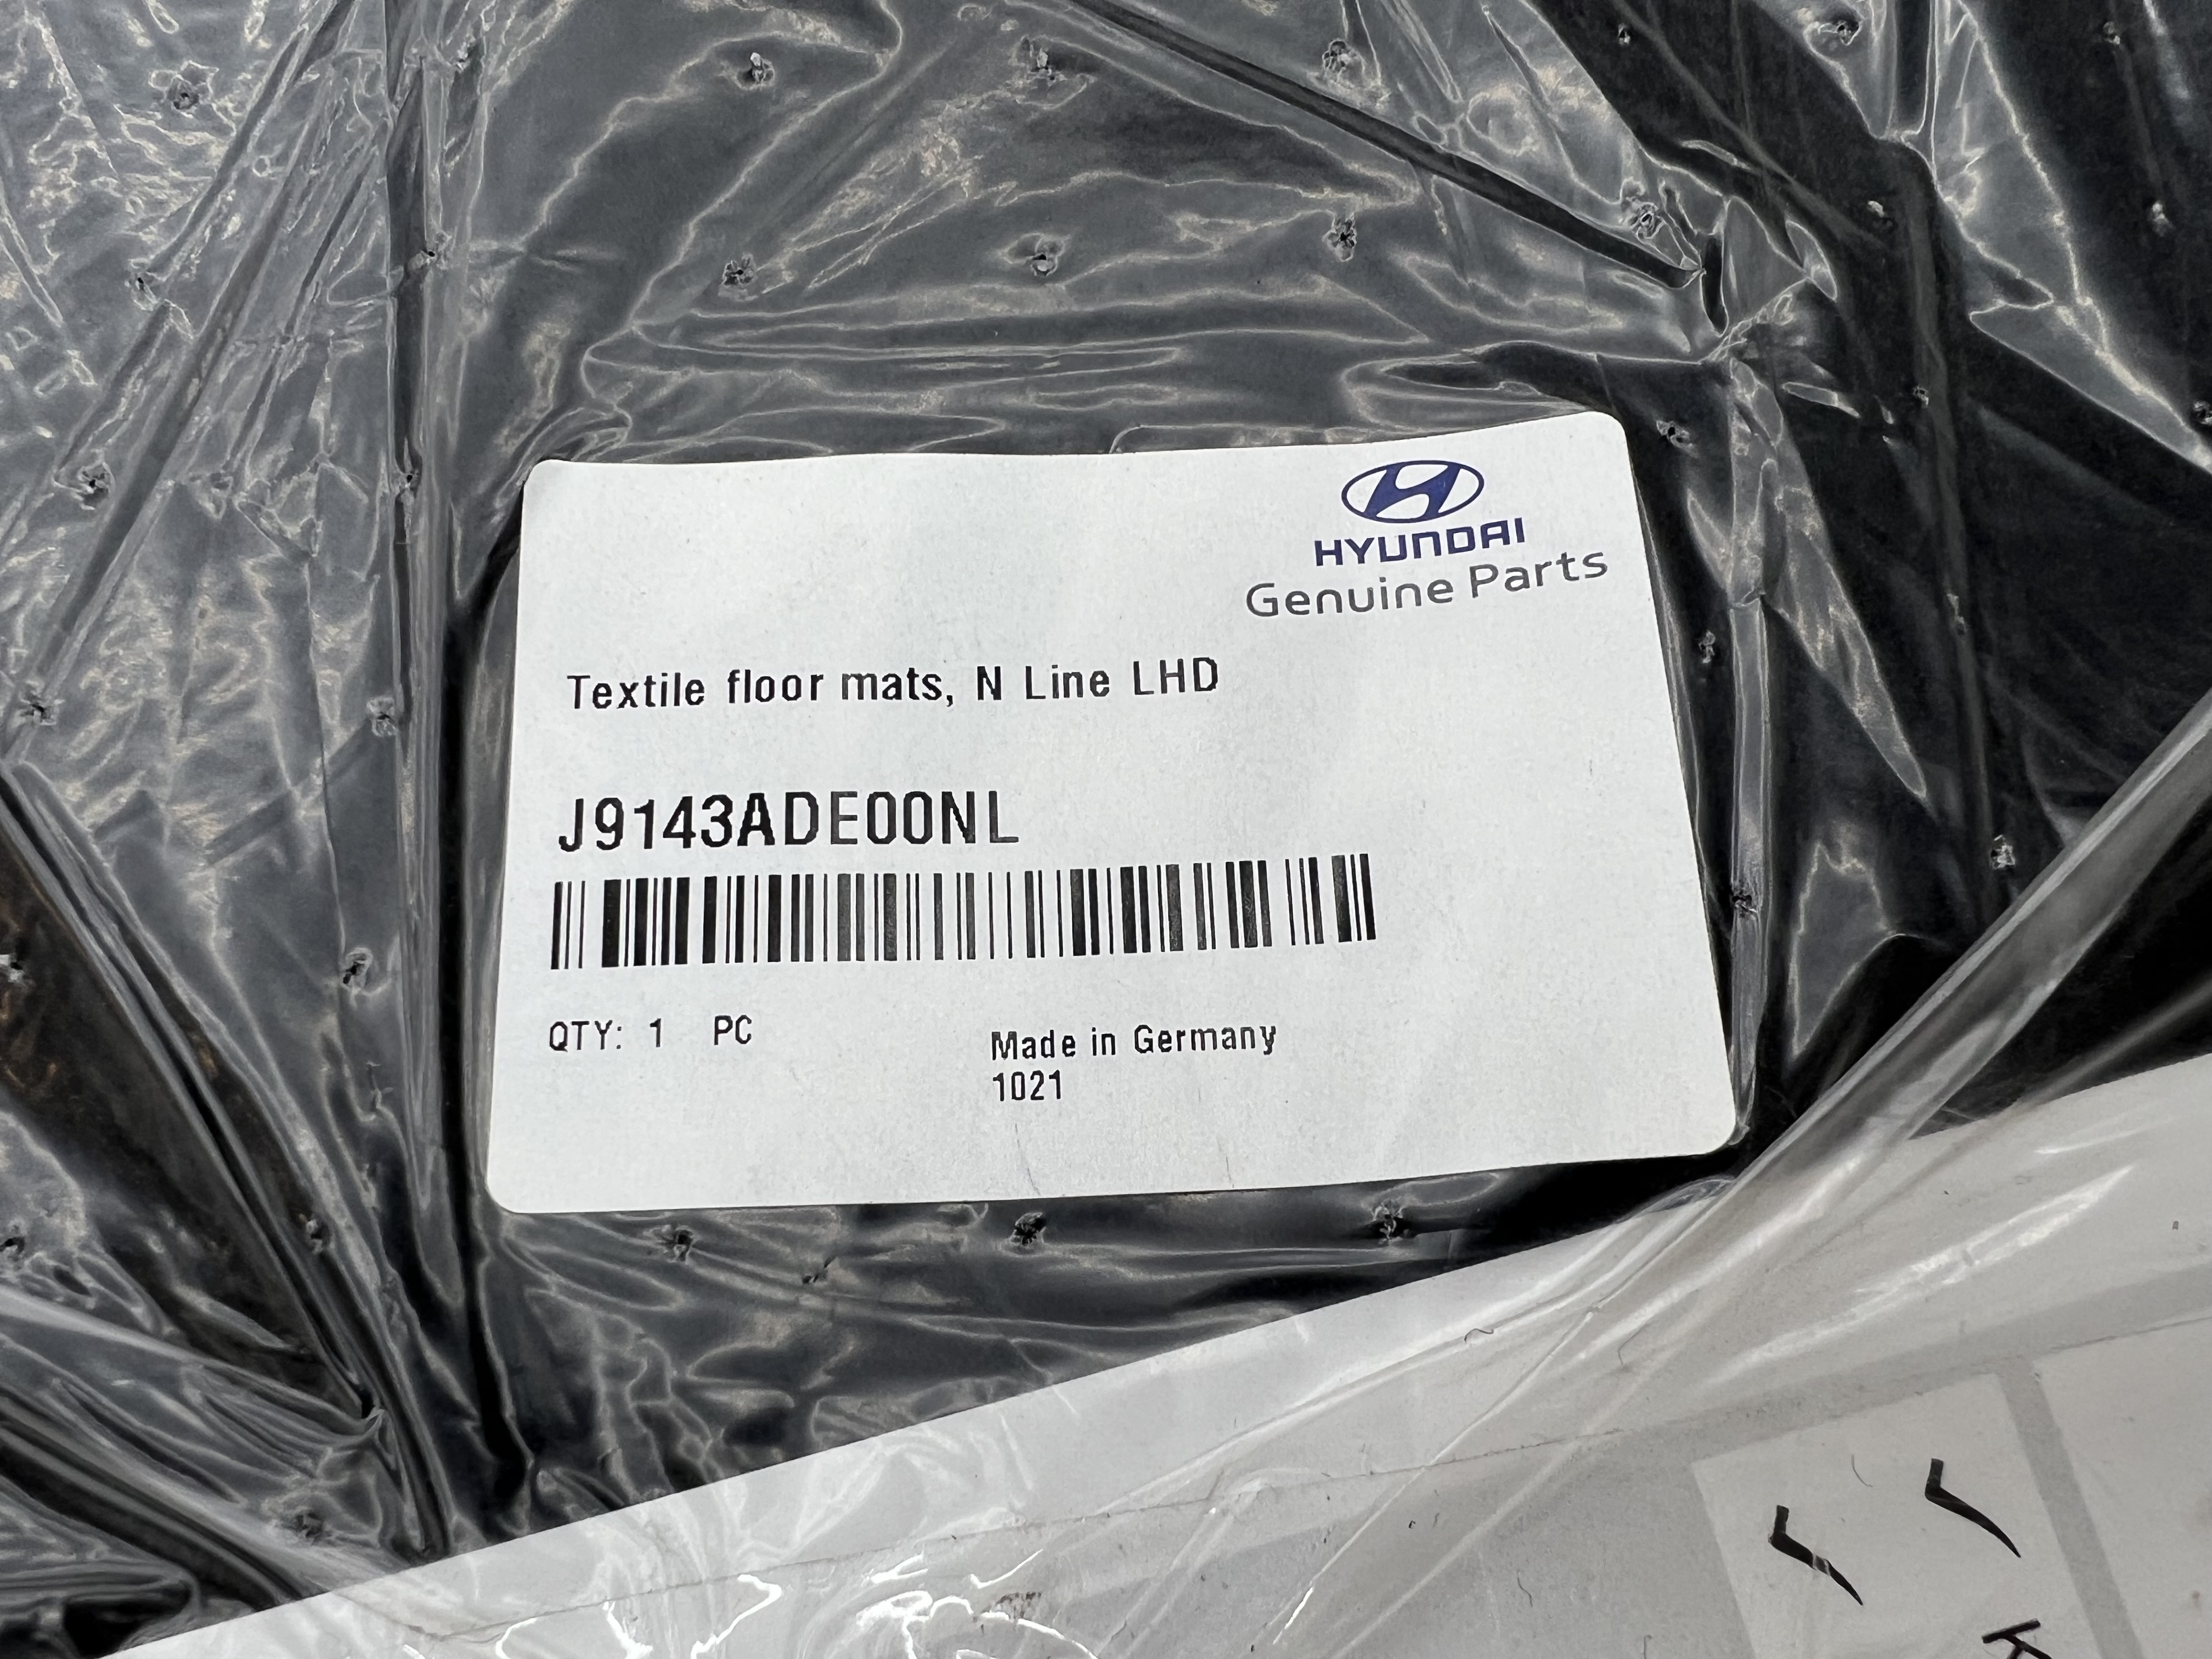 HYUNDAI
Genuine Parts
Textile floor mats, N Line LHD
J9143ADE00NL
QTY: 1 PC
Made in Germany
1021